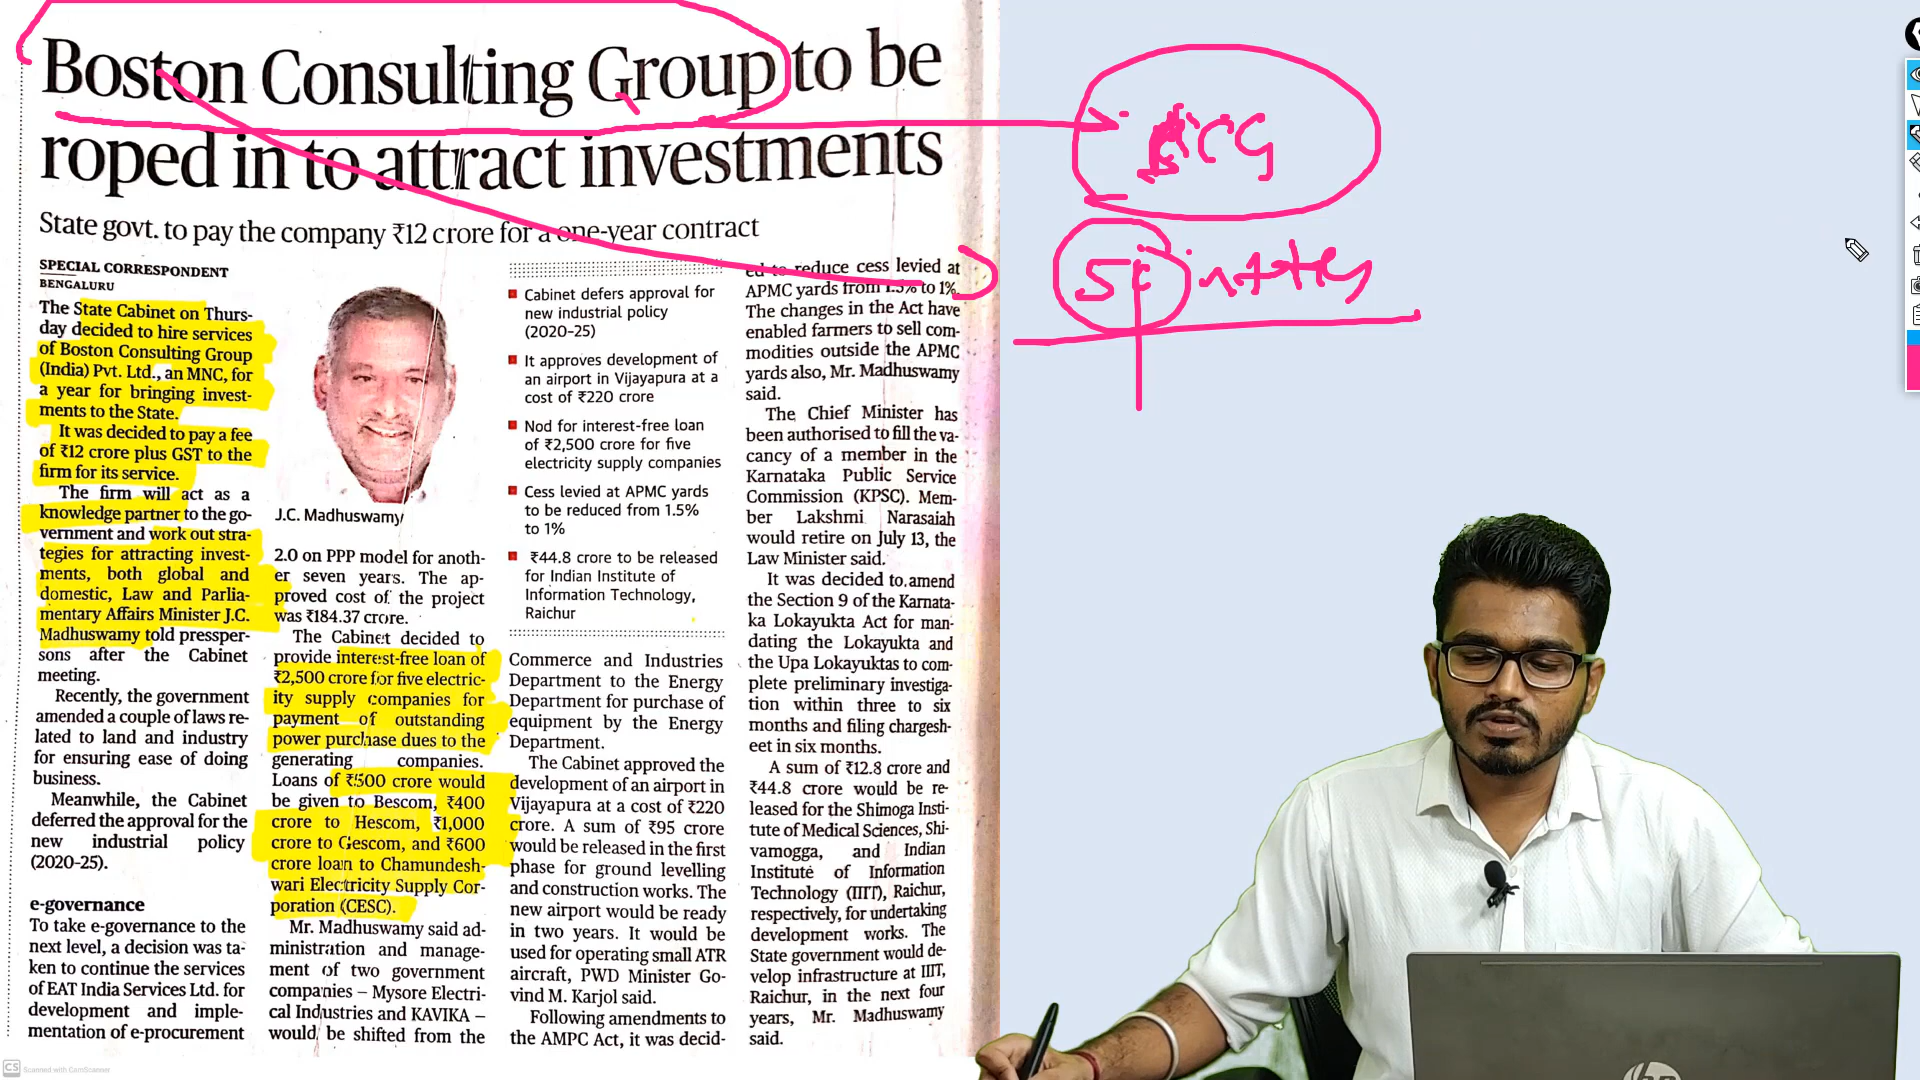 Boston Consulting Group to be
roped in to attract investments
State govt. to pay the company ₹12 crore for a one-year contract
SPECIAL CORRESPONDENT
BENGALURU
The State Cabinet on Thurs-
day decided to hire services
of Boston Consulting Group
(India) Pvt. Ltd., an MNC, for
a year for bringing invest-
ments to the State.
It was decided to pay a fee
of ₹12 crore plus GST to the
firm for its service.
The firm will act as a
knowledge partner to the go-
vernment and work out stra-
tegies for attracting invest-
ments, both global and
domestic, Law and Parlia-
mentary Affairs Minister J.C.
Madhuswamy told pressper-
sons after the Cabinet
meeting.
Recently, the government
amended a couple of laws re-
lated to land and industry
for ensuring ease of doing
business.
Meanwhile, the Cabinet
deferred the approval for the
new industrial policy
(2020-25).
e-governance
To take e-governance to the
next level, a decision was ta-
ken to continue the services
of EAT India Services Ltd. for
development and imple-
mentation of e-procurement
J.C. Madhuswamy
2.0 on PPP model for anoth-
er seven years. The ap-
proved cost of the project
was ₹184.37 crore.
The Cabinet decided to
provide interest-free loan of
₹2,500 crore for five electric-
ity supply companies for
payment of outstanding
power purchase dues to the
generating companies.
Loans of ₹500 crore would
be given to Bescom, ₹400
crore to Hescom, ₹1,000
crore to Gescom, and ₹600
crore loan to Chamundesh-
wari Electricity Supply Cor-
poration (CESC).
Mr. Madhuswamy said ad-
ministration and manage-
ment of two government
companies – Mysore Electri-
cal Industries and KAVIKA –
would be shifted from the
Cabinet defers approval for
new industrial policy
(2020-25)
It approves development of
an airport in Vijayapura at a
cost of ₹220 crore
Nod for interest-free loan
of ₹2,500 crore for five
electricity supply companies
Cess levied at APMC yards
to be reduced from 1.5%
to 1%
₹44.8 crore to be released
for Indian Institute of
Information Technology,
Raichur
Commerce and Industries
Department to the Energy
Department for purchase of
equipment by the Energy
Department.
The Cabinet approved the
development of an airport in
Vijayapura at a cost of ₹220
crore. A sum of ₹95 crore
would be released in the first
phase for ground levelling
and construction works. The
new airport would be ready
in two years. It would be
used for operating small ATR
aircraft, PWD Minister Go-
vind M. Karjol said.
Following amendments to
the AMPC Act, it was decid-
ed to reduce cess levied at
APMC yards from 1.5% to 1%.
The changes in the Act have
enabled farmers to sell com-
modities outside the APMC
yards also, Mr. Madhuswamy
said.
The Chief Minister has
been authorised to fill the va-
cancy of a member in the
Karnataka Public Service
Commission (KPSC). Mem-
ber Lakshmi Narasaiah
would retire on July 13, the
Law Minister said.
It was decided to amend
the Section 9 of the Karnata-
ka Lokayukta Act for man-
dating the Lokayukta and
the Upa Lokayuktas to com-
plete preliminary investiga-
tion within three to six
months and filing chargesh-
eet in six months.
A sum of ₹12.8 crore and
₹44.8 crore would be re-
leased for the Shimoga Insti-
tute of Medical Sciences, Shi-
vamogga, and Indian
Institute of Information
Technology (IIIT), Raichur,
respectively, for undertaking
development works. The
State government would de-
velop infrastructure at IIIT,
Raichur, in the next four
years, Mr. Madhuswamy
said.
BCG
CS Scanned with CamScanner
hp